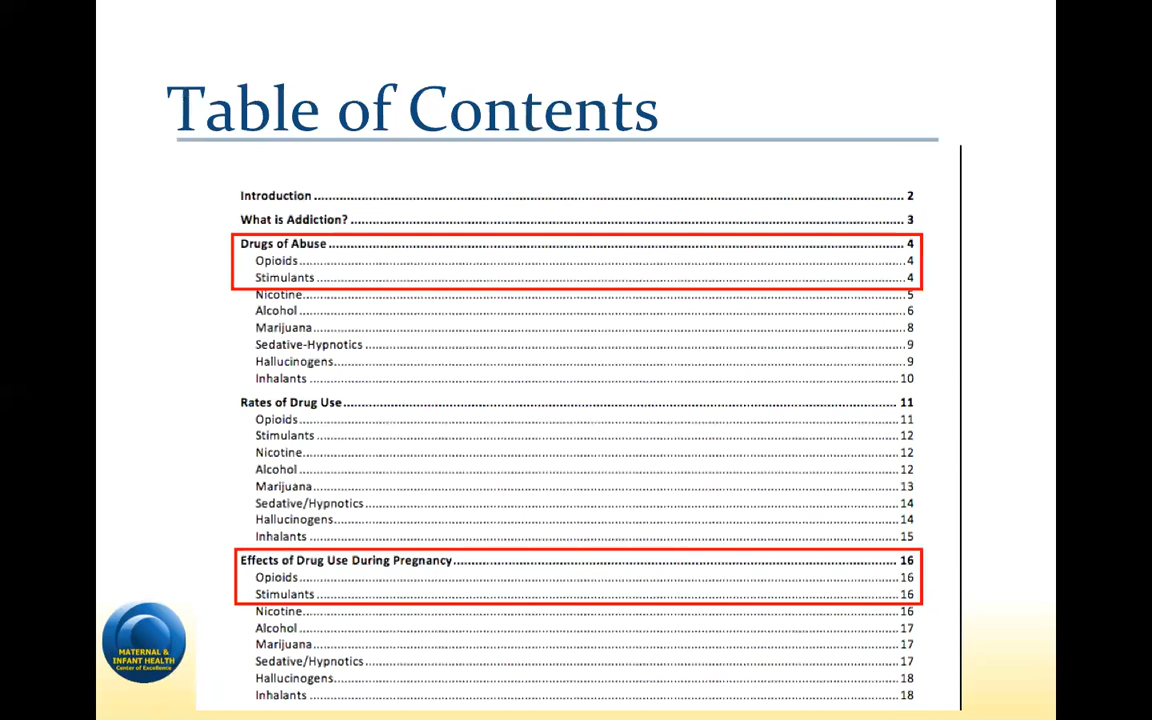 Table of Contents
Introduction ........................................................ 2
What is Addiction? ........................................................ 3
Drugs of Abuse ........................................................ 4
Opioids ........................................................ 4
Stimulants ........................................................ 4
Nicotine ........................................................ 5
Alcohol ........................................................ 6
Marijuana ........................................................ 8
Sedative-Hypnotics ........................................................ 9
Hallucinogens ........................................................ 9
Inhalants ........................................................ 10
Rates of Drug Use ........................................................ 11
Opioids ........................................................ 11
Stimulants ........................................................ 12
Nicotine ........................................................ 12
Alcohol ........................................................ 12
Marijuana ........................................................ 13
Sedative/Hypnotics ........................................................ 14
Hallucinogens ........................................................ 14
Inhalants ........................................................ 15
Effects of Drug Use During Pregnancy ........................................................ 16
Opioids ........................................................ 16
Stimulants ........................................................ 16
Nicotine ........................................................ 16
Alcohol ........................................................ 17
Marijuana ........................................................ 17
Sedative/Hypnotics ........................................................ 17
Hallucinogens ........................................................ 18
Inhalants ........................................................ 18
MATERNAL &
INFANT HEALTH
Center of Excellence